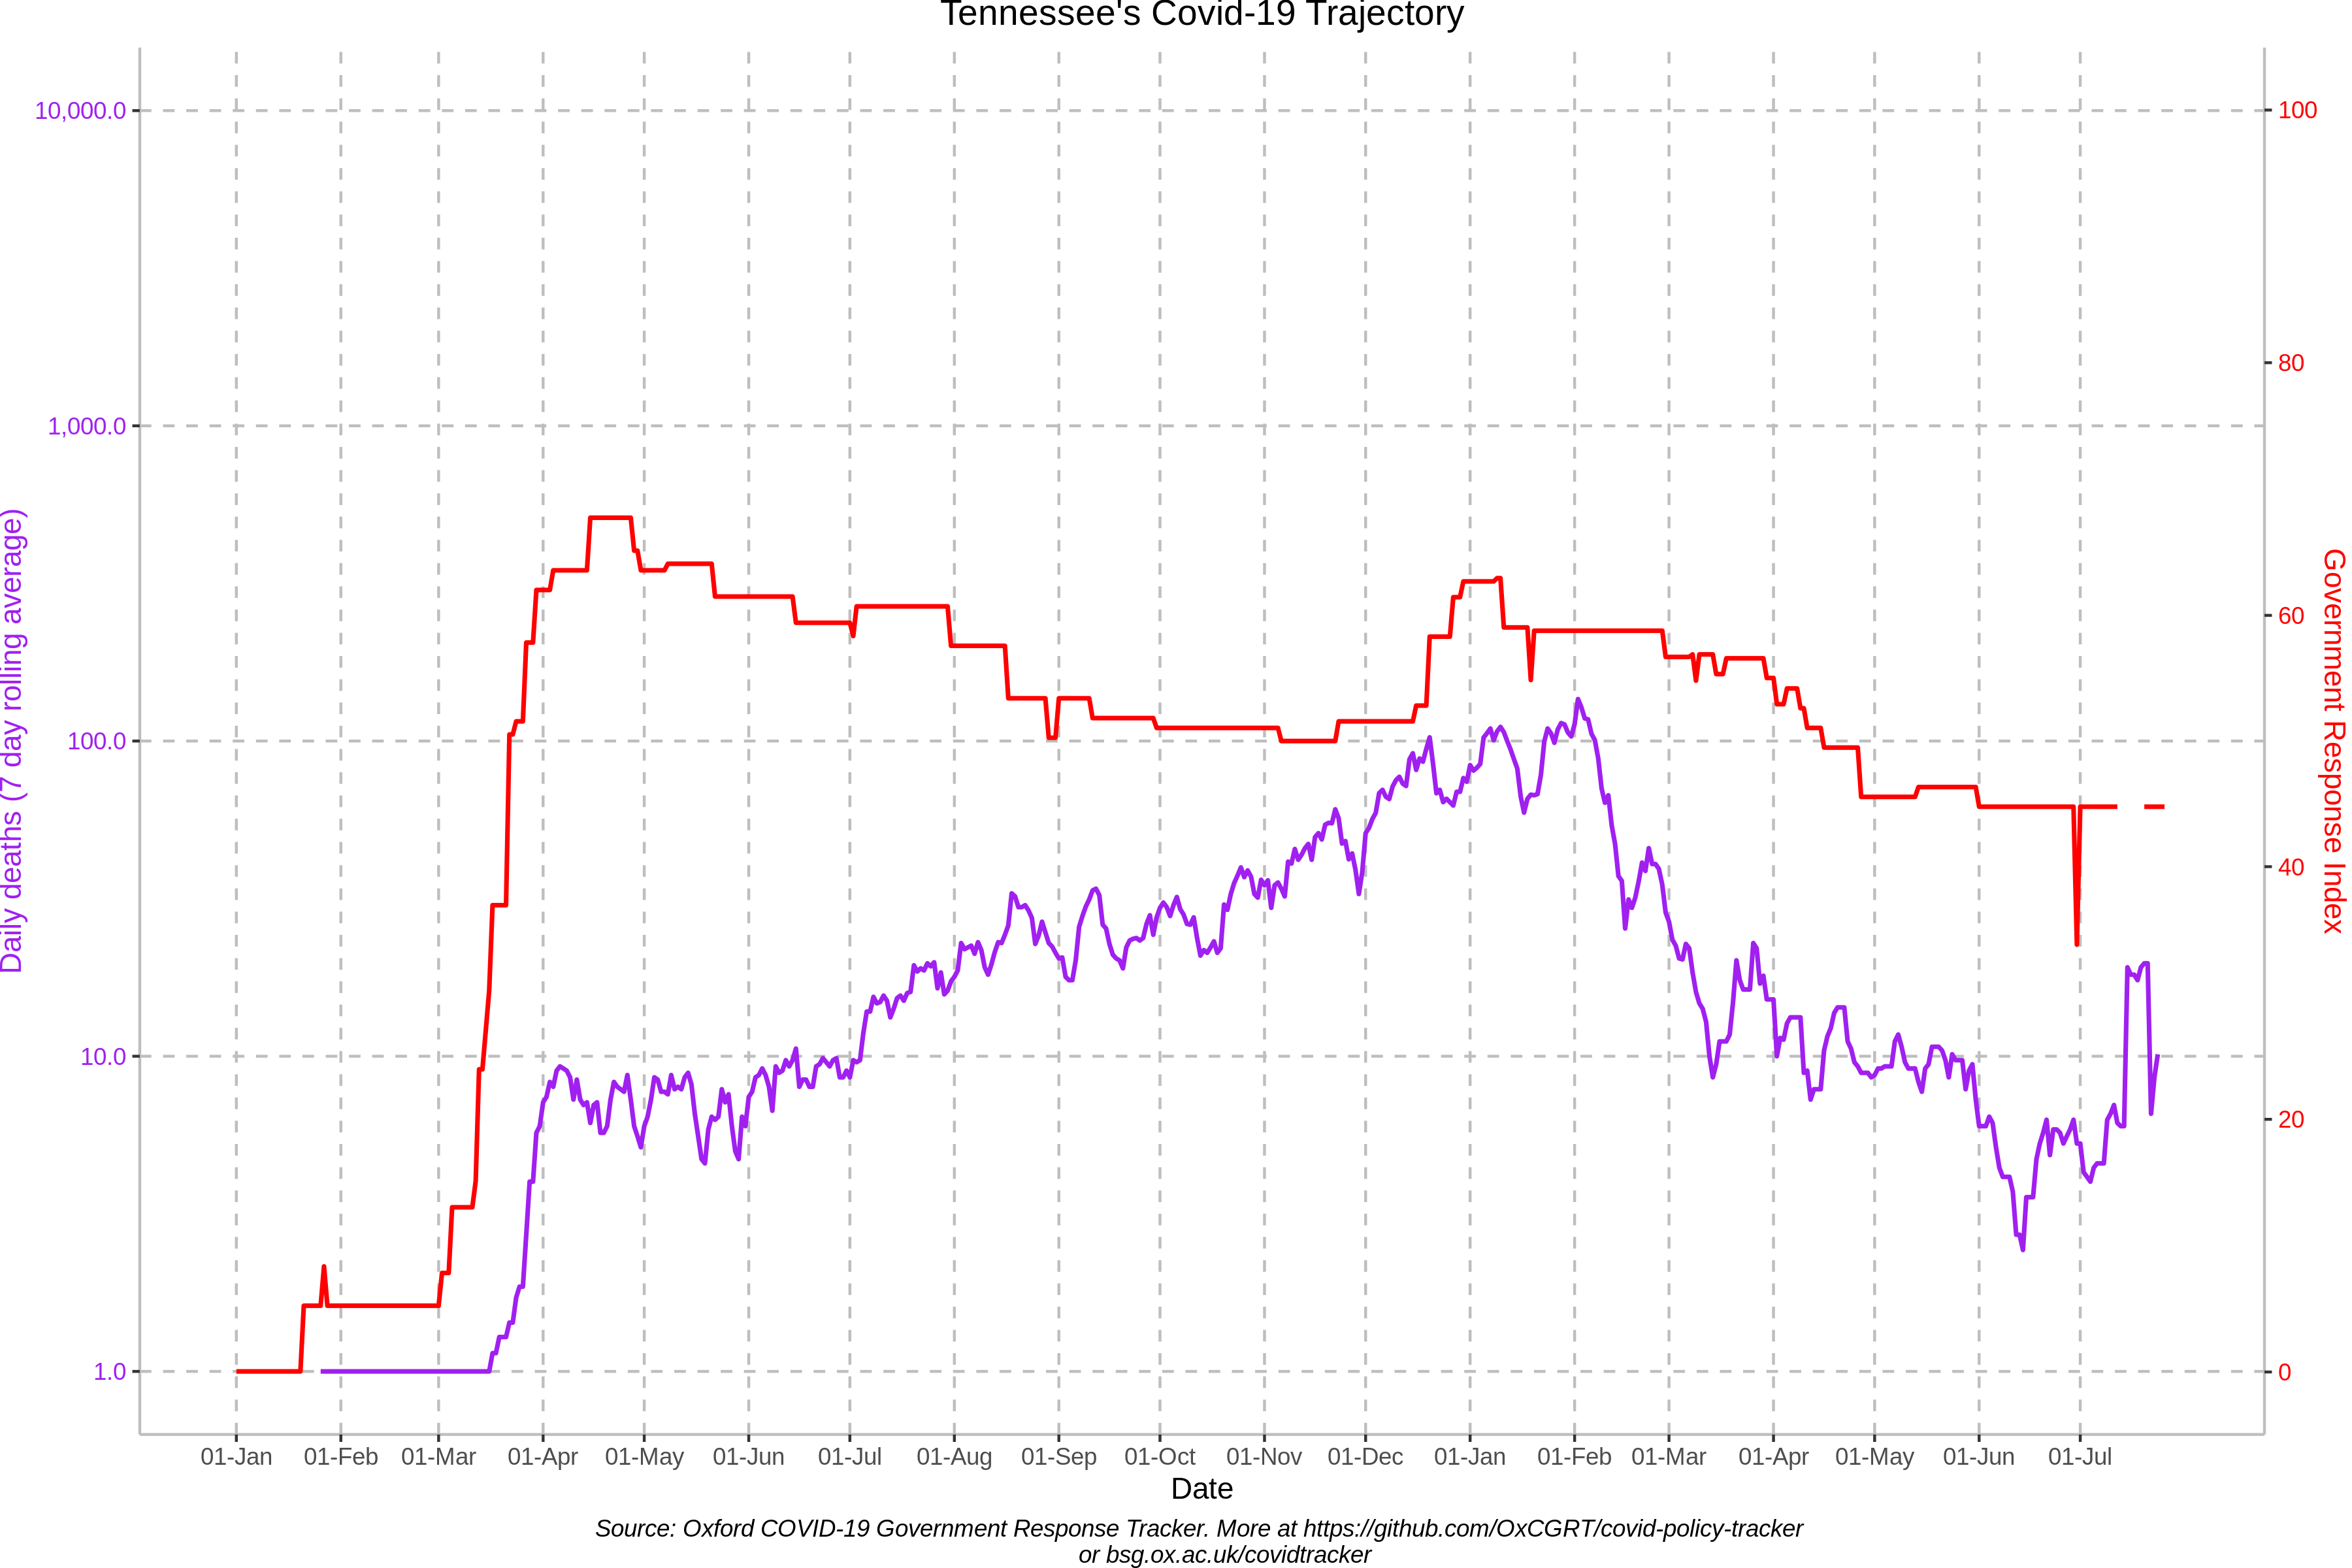 Tennessee's Covid-19 Trajectory
10,000.0
1,000.0
100.0
10.0
1.0
Daily deaths (7 day rolling average)
100
80
60
40
20
0
Government Response Index
01-Jan 01-Feb 01-Mar 01-Apr 01-May 01-Jun 01-Jul 01-Aug 01-Sep 01-Oct 01-Nov 01-Dec 01-Jan 01-Feb 01-Mar 01-Apr 01-May 01-Jun 01-Jul
Date
Source: Oxford COVID-19 Government Response Tracker. More at https://github.com/OxCGRT/covid-policy-tracker
or bsg.ox.ac.uk/covidtracker